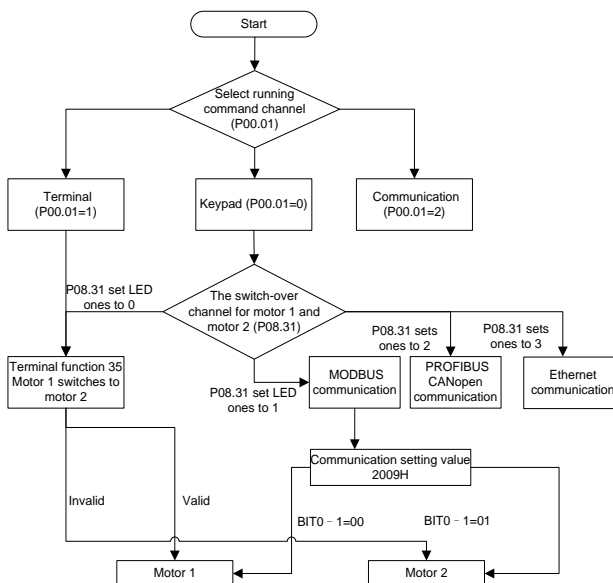 Start
Select running
command channel
(P00.01)
Terminal
(P00.01=1)
Keypad (P00.01=0)
Communication
(P00.01=2)
P08.31 set LED
ones to 0
The switch-over
channel for motor 1 and
motor 2 (P08.31)
P08.31 sets
ones to 2
P08.31 sets
ones to 3
Terminal function 35
Motor 1 switches to
motor 2
P08.31 set LED
ones to 1
MODBUS
communication
PROFIBUS
CANopen
communication
Ethernet
communication
Communication setting value
2009H
Invalid
Valid
BIT0–1=00
BIT0–1=01
Motor 1
Motor 2